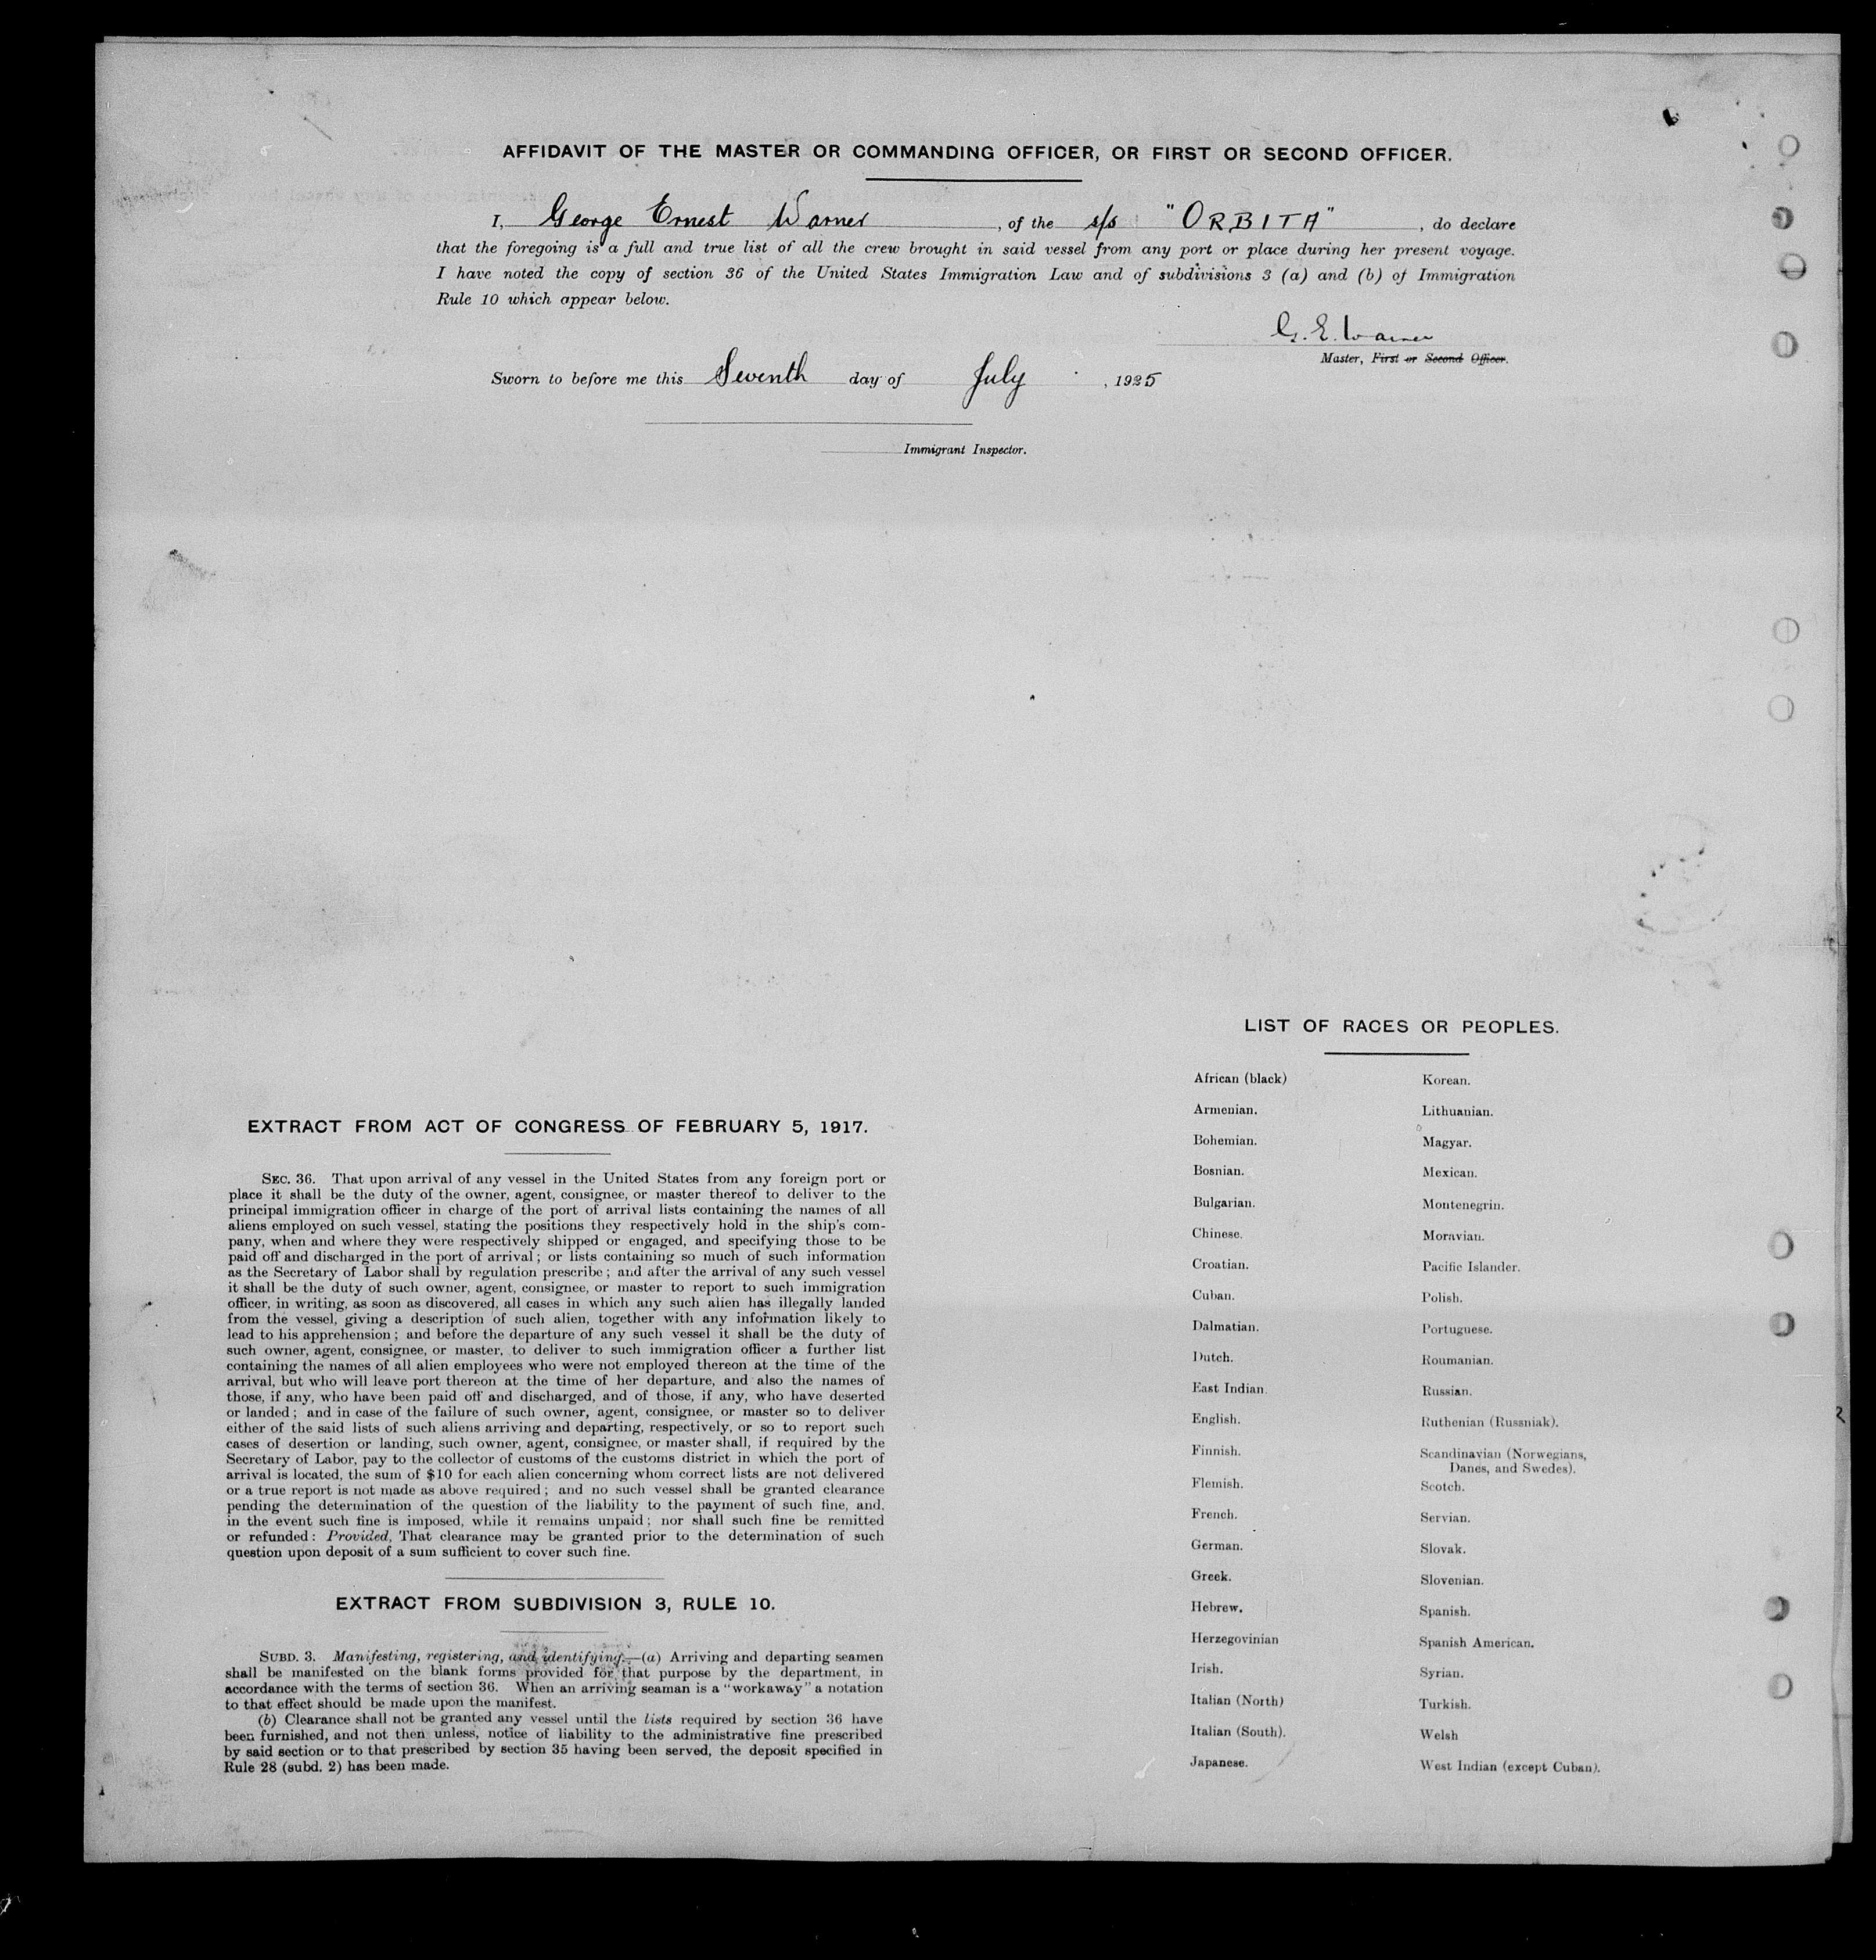 AFFIDAVIT OF THE MASTER OR COMMANDING OFFICER, OR FIRST OR SECOND OFFICER.
I, George Ernest Warner, of the s/s "ORBITA", do declare
that the foregoing is a full and true list of all the crew brought in said vessel from any port or place during her present voyage.
I have noted the copy of section 36 of the United States Immigration Law and of subdivisions 3 (a) and (b) of Immigration
Rule 10 which appear below.
G. E. Warner
Master, First or Second Officer.
Sworn to before me this Seventh day of July, 1925
Immigrant Inspector.
EXTRACT FROM ACT OF CONGRESS OF FEBRUARY 5, 1917.
SEC. 36. That upon arrival of any vessel in the United States from any foreign port or
place it shall be the duty of the owner, agent, consignee, or master thereof to deliver to the
principal immigration officer in charge of the port of arrival lists containing the names of all
aliens employed on such vessel, stating the positions they respectively hold in the ship's com-
pany, when and where they were respectively shipped or engaged, and specifying those to be
paid off and discharged in the port of arrival; or lists containing so much of such information
as the Secretary of Labor shall by regulation prescribe; and after the arrival of any such vessel
it shall be the duty of such owner, agent, consignee, or master to report to such immigration
officer, in writing, as soon as discovered, all cases in which any such alien has illegally landed
from the vessel, giving a description of such alien, together with any information likely to
lead to his apprehension; and before the departure of any such vessel it shall be the duty of
such owner, agent, consignee, or master, to deliver to such immigration officer a further list
containing the names of all alien employees who were not employed thereon at the time of the
arrival, but who will leave port thereon at the time of her departure, and also the names of
those, if any, who have been paid off and discharged, and of those, if any, who have deserted
or landed; and in case of the failure of such owner, agent, consignee, or master so to deliver
either of the said lists of such aliens arriving and departing, respectively, or so to report such
cases of desertion or landing, such owner, agent, consignee, or master shall, if required by the
Secretary of Labor, pay to the collector of customs of the customs district in which the port of
arrival is located, the sum of $10 for each alien concerning whom correct lists are not delivered
or a true report is not made as above required; and no such vessel shall be granted clearance
pending the determination of the question of the liability to the payment of such fine, and,
in the event such fine is imposed, while it remains unpaid; nor shall such fine be remitted
or refunded: Provided, That clearance may be granted prior to the determination of such
question upon deposit of a sum sufficient to cover such fine.
EXTRACT FROM SUBDIVISION 3, RULE 10.
SUBD. 3. Manifesting, registering, and identifying.—(a) Arriving and departing seamen
shall be manifested on the blank forms provided for that purpose by the department, in
accordance with the terms of section 36. When an arriving seaman is a "workaway" a notation
to that effect should be made upon the manifest.
(b) Clearance shall not be granted any vessel until the lists required by section 36 have
been furnished, and not then unless, notice of liability to the administrative fine prescribed
by said section or to that prescribed by section 35 having been served, the deposit specified in
Rule 28 (subd. 2) has been made.
LIST OF RACES OR PEOPLES.
African (black)
Armenian.
Bohemian.
Bosnian.
Bulgarian.
Chinese.
Croatian.
Cuban.
Dalmatian.
Dutch.
East Indian.
English.
Finnish.
Flemish.
French.
German.
Greek.
Hebrew.
Herzegovinian
Irish.
Italian (North)
Italian (South).
Japanese.
Korean.
Lithuanian.
Magyar.
Mexican.
Montenegrin.
Moravian.
Pacific Islander.
Polish.
Portuguese.
Roumanian.
Russian.
Ruthenian (Russniak).
Scandinavian (Norwegians,
Danes, and Swedes).
Scotch.
Servian.
Slovak.
Slovenian.
Spanish.
Spanish American.
Syrian.
Turkish.
Welsh
West Indian (except Cuban).